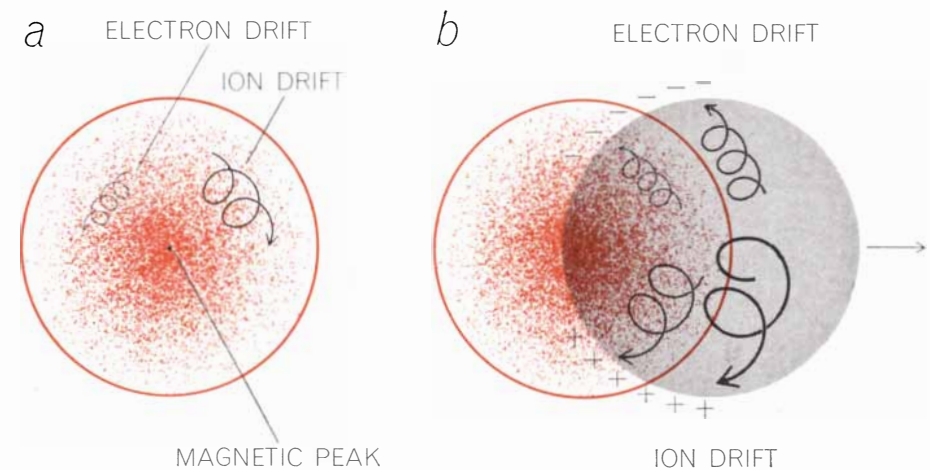 a
ELECTRON DRIFT
ION DRIFT
MAGNETIC PEAK
b
ELECTRON DRIFT
− − − − − −
+ + + + + +
ION DRIFT